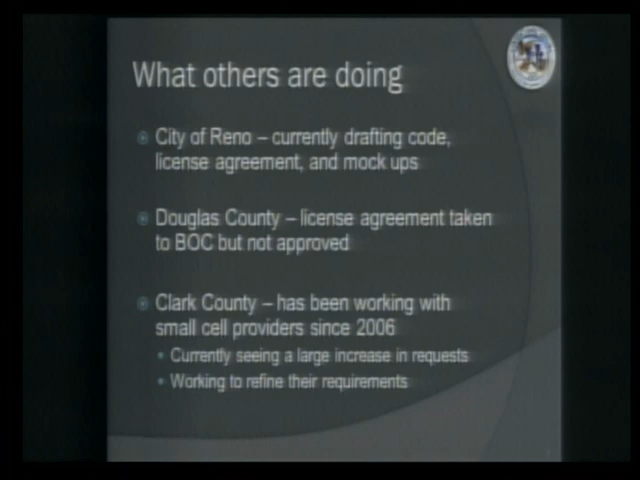 What others are doing
City of Reno – currently drafting code,
license agreement, and mock ups
Douglas County – license agreement taken
to BOC but not approved
Clark County – has been working with
small cell providers since 2006
Currently seeing a large increase in requests
Working to refine their requirements